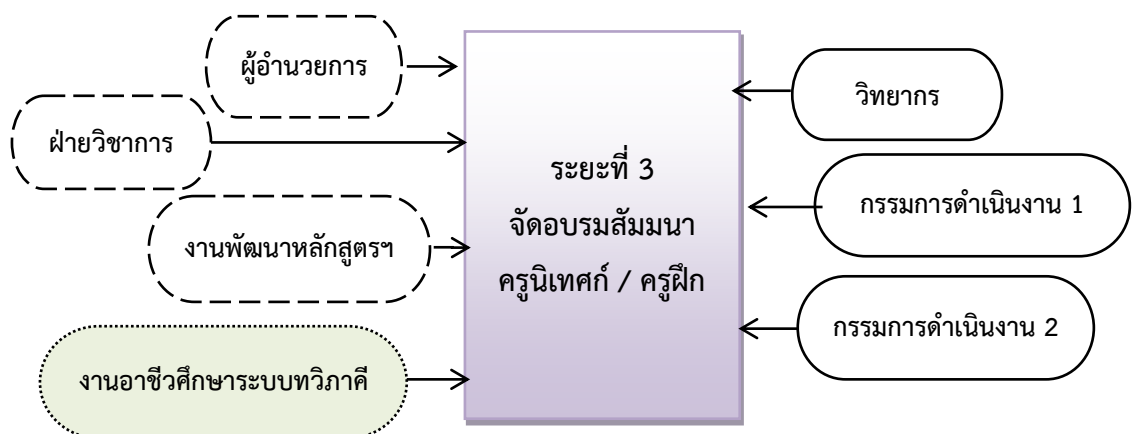 ผู้อำนวยการ
ฝ่ายวิชาการ
งานพัฒนาหลักสูตรฯ
งานอาชีวศึกษาระบบทวิภาคี
ระยะที่ 3
จัดอบรมสัมมนา
ครูนิเทศก์ / ครูฝึก
วิทยากร
กรรมการดำเนินงาน 1
กรรมการดำเนินงาน 2